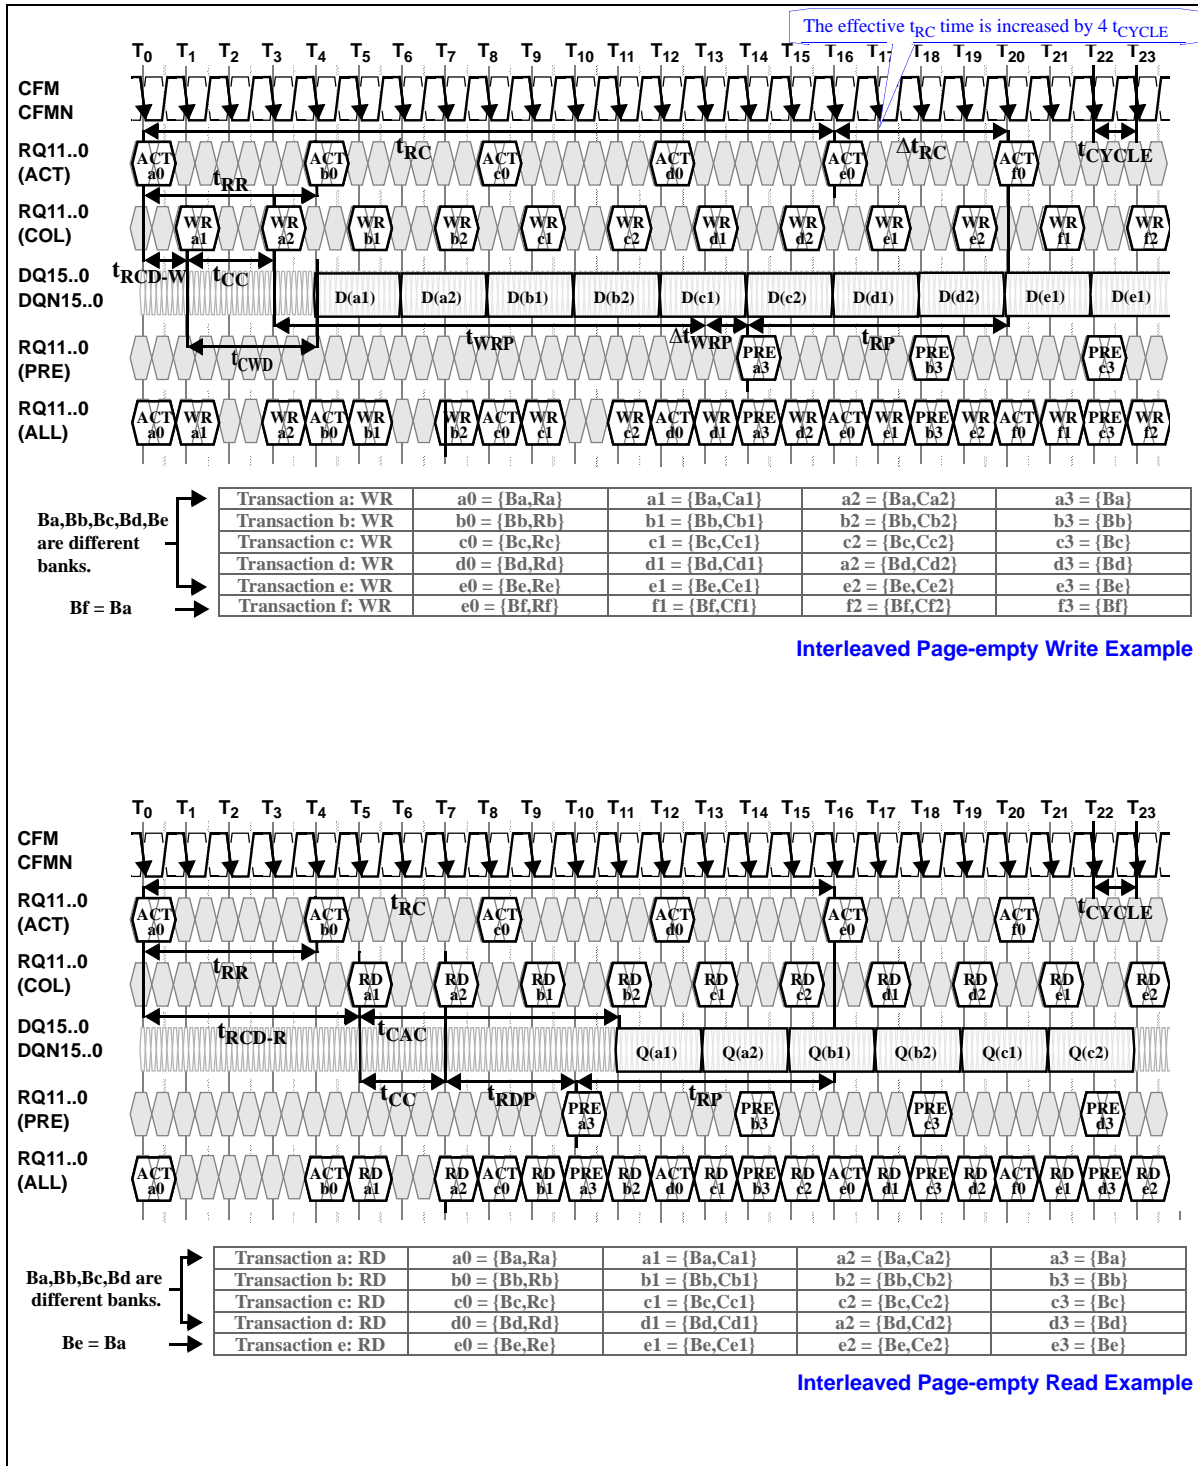 The effective tRC time is increased by 4 tCYCLE
T0 T1 T2 T3 T4 T5 T6 T7 T8 T9 T10 T11 T12 T13 T14 T15 T16 T17 T18 T19 T20 T21 T22 T23
CFM
CFMN
RQ11..0
(ACT)
ACT a0 ACT b0 ACT c0 ACT d0 ACT e0 ACT f0
tRC ΔtRC tCYCLE
tRR
RQ11..0
(COL)
WR a1 WR a2 WR b1 WR b2 WR c1 WR c2 WR d1 WR d2 WR e1 WR e2 WR f1 WR f2
tRCD-W tCC
DQ15..0
DQN15..0
D(a1) D(a2) D(b1) D(b2) D(c1) D(c2) D(d1) D(d2) D(e1) D(e1)
tCWD tWRP ΔtWRP tRP
RQ11..0
(PRE)
PRE a3 PRE b3 PRE c3
RQ11..0
(ALL)
ACT a0 WR a1 WR a2 ACT b0 WR b1 WR b2 ACT c0 WR c1 WR c2 ACT d0 WR d1 PRE a3 WR d2 ACT e0 WR e1 PRE b3 WR e2 ACT f0 WR f1 PRE c3 WR f2
Ba,Bb,Bc,Bd,Be
are different
banks.
Bf = Ba
Transaction a: WR a0 = {Ba,Ra} a1 = {Ba,Ca1} a2 = {Ba,Ca2} a3 = {Ba}
Transaction b: WR b0 = {Bb,Rb} b1 = {Bb,Cb1} b2 = {Bb,Cb2} b3 = {Bb}
Transaction c: WR c0 = {Bc,Rc} c1 = {Bc,Cc1} c2 = {Bc,Cc2} c3 = {Bc}
Transaction d: WR d0 = {Bd,Rd} d1 = {Bd,Cd1} a2 = {Bd,Cd2} d3 = {Bd}
Transaction e: WR e0 = {Be,Re} e1 = {Be,Ce1} e2 = {Be,Ce2} e3 = {Be}
Transaction f: WR e0 = {Bf,Rf} f1 = {Bf,Cf1} f2 = {Bf,Cf2} f3 = {Bf}
Interleaved Page-empty Write Example
T0 T1 T2 T3 T4 T5 T6 T7 T8 T9 T10 T11 T12 T13 T14 T15 T16 T17 T18 T19 T20 T21 T22 T23
CFM
CFMN
RQ11..0
(ACT)
ACT a0 ACT b0 ACT c0 ACT d0 ACT e0 ACT f0
tRC tCYCLE
tRR
RQ11..0
(COL)
RD a1 RD a2 RD b1 RD b2 RD c1 RD c2 RD d1 RD d2 RD e1 RD e2
tRCD-R tCAC
DQ15..0
DQN15..0
Q(a1) Q(a2) Q(b1) Q(b2) Q(c1) Q(c2)
tCC tRDP tRP
RQ11..0
(PRE)
PRE a3 PRE b3 PRE c3 PRE d3
RQ11..0
(ALL)
ACT a0 ACT b0 RD a1 RD a2 ACT c0 RD b1 PRE a3 RD b2 ACT d0 RD c1 PRE b3 RD c2 ACT e0 RD d1 PRE c3 RD d2 ACT f0 RD e1 PRE d3 RD e2
Ba,Bb,Bc,Bd are
different banks.
Be = Ba
Transaction a: RD a0 = {Ba,Ra} a1 = {Ba,Ca1} a2 = {Ba,Ca2} a3 = {Ba}
Transaction b: RD b0 = {Bb,Rb} b1 = {Bb,Cb1} b2 = {Bb,Cb2} b3 = {Bb}
Transaction c: RD c0 = {Bc,Rc} c1 = {Bc,Cc1} c2 = {Bc,Cc2} c3 = {Bc}
Transaction d: RD d0 = {Bd,Rd} d1 = {Bd,Cd1} a2 = {Bd,Cd2} d3 = {Bd}
Transaction e: RD e0 = {Be,Re} e1 = {Be,Ce1} e2 = {Be,Ce2} e3 = {Be}
Interleaved Page-empty Read Example